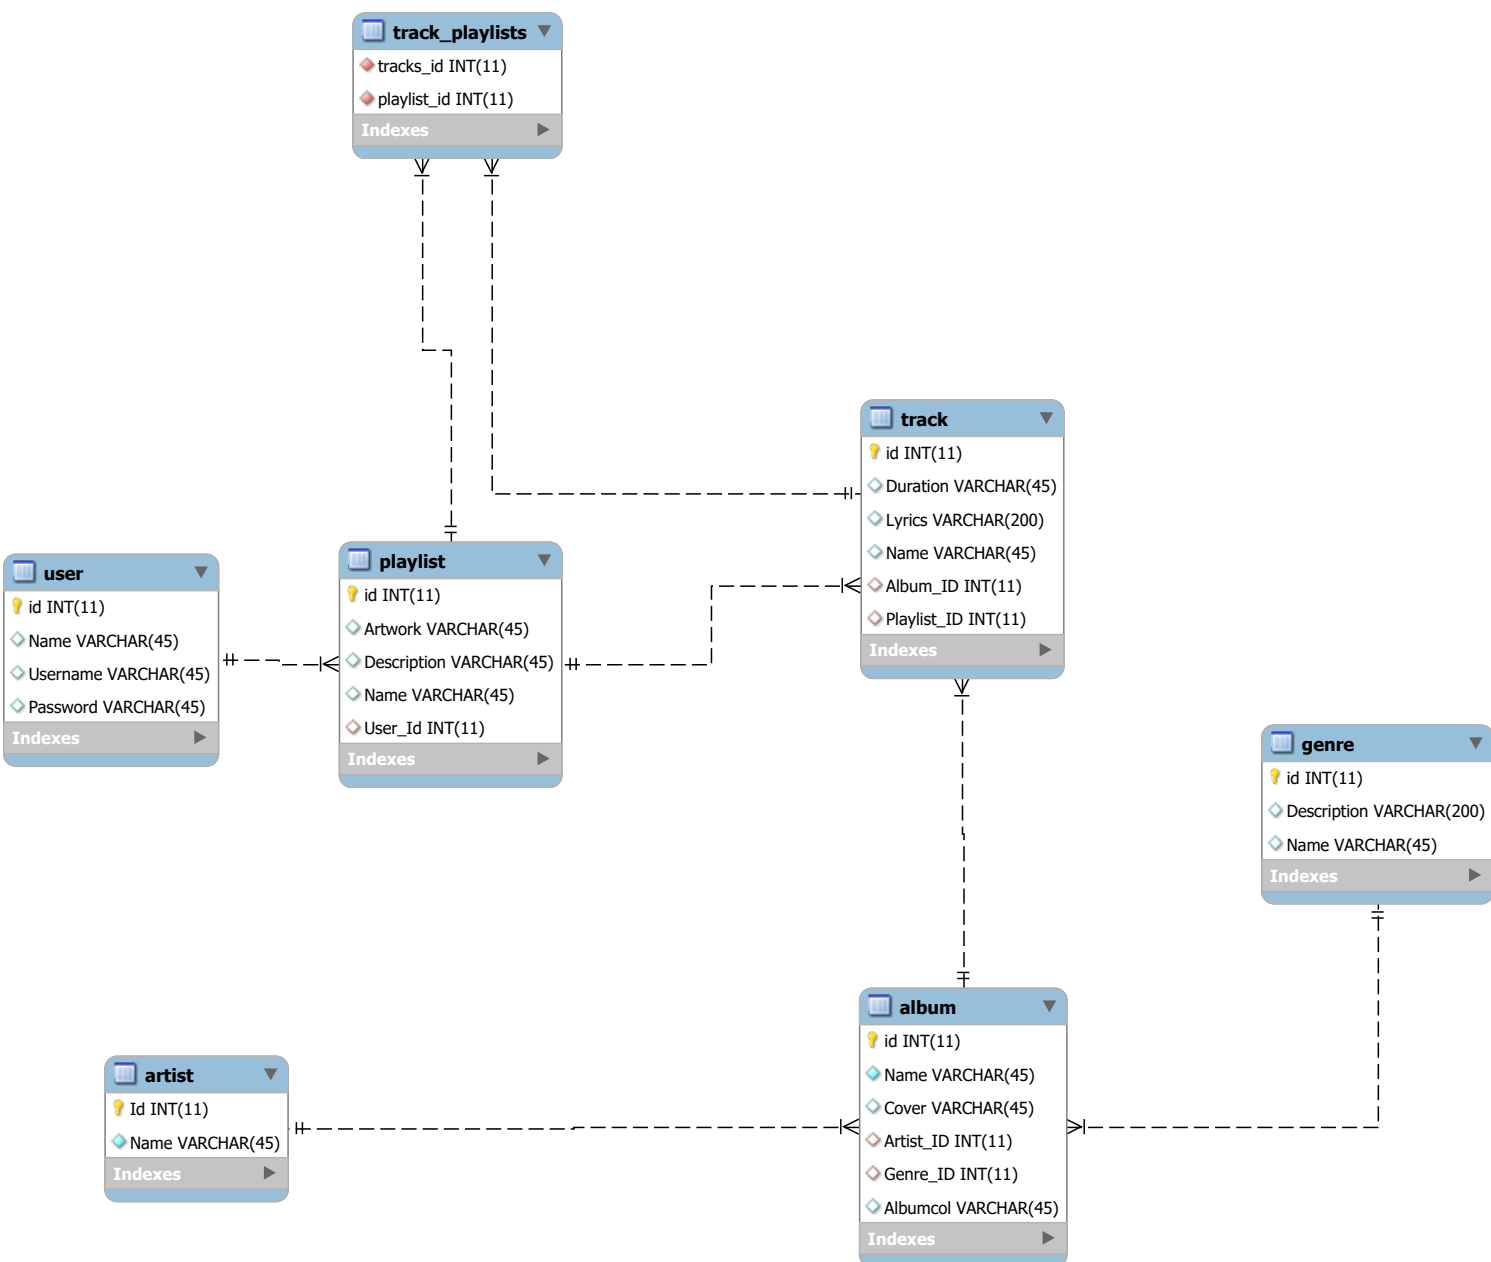 track_playlists
tracks_id INT(11)
playlist_id INT(11)
Indexes
track
id INT(11)
Duration VARCHAR(45)
Lyrics VARCHAR(200)
Name VARCHAR(45)
Album_ID INT(11)
Playlist_ID INT(11)
Indexes
user
id INT(11)
Name VARCHAR(45)
Username VARCHAR(45)
Password VARCHAR(45)
Indexes
playlist
id INT(11)
Artwork VARCHAR(45)
Description VARCHAR(45)
Name VARCHAR(45)
User_Id INT(11)
Indexes
genre
id INT(11)
Description VARCHAR(200)
Name VARCHAR(45)
Indexes
artist
Id INT(11)
Name VARCHAR(45)
Indexes
album
id INT(11)
Name VARCHAR(45)
Cover VARCHAR(45)
Artist_ID INT(11)
Genre_ID INT(11)
Albumcol VARCHAR(45)
Indexes